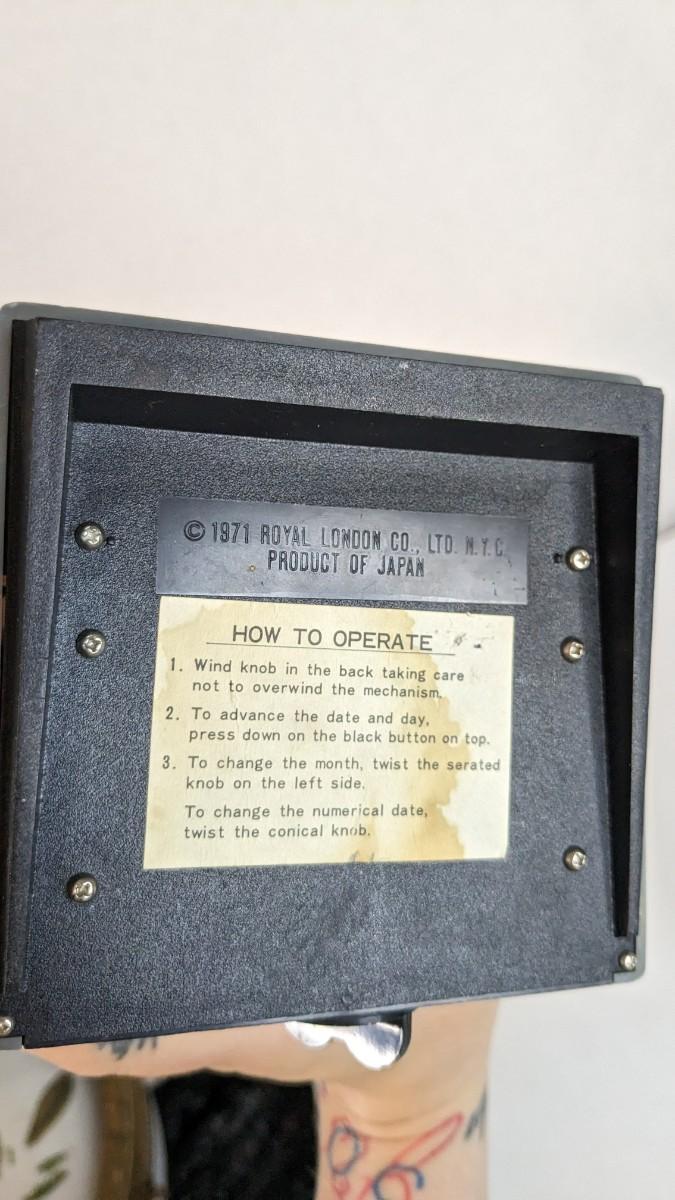 © 1971 ROYAL LONDON CO., LTD. N.Y.C.
PRODUCT OF JAPAN
HOW TO OPERATE
1. Wind knob in the back taking care
not to overwind the mechanism.
2. To advance the date and day,
press down on the black button on top.
3. To change the month, twist the serated
knob on the left side.
To change the numerical date,
twist the conical knob.